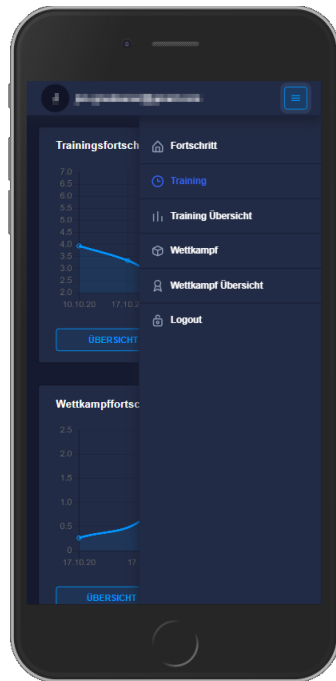 Trainingsfortsch
7.0
6.5
6.0
5.5
5.0
4.5
4.0
3.5
3.0
2.5
2.0
10.10.20 17.10.2
ÜBERSICHT
Fortschritt
Training
Training Übersicht
Wettkampf
Wettkampf Übersicht
Logout
Wettkampffortsc
2.5
2.0
1.5
1.0
0.5
0
17.10.20 17
ÜBERSICHT